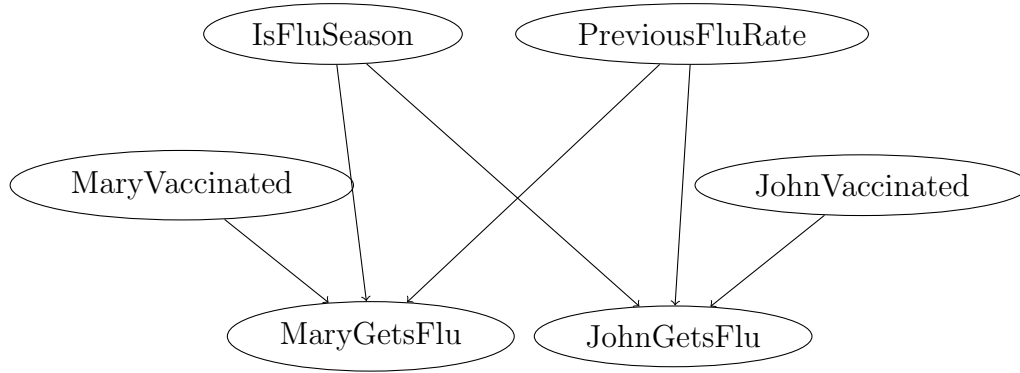 IsFluSeason
PreviousFluRate
MaryVaccinated
JohnVaccinated
MaryGetsFlu
JohnGetsFlu